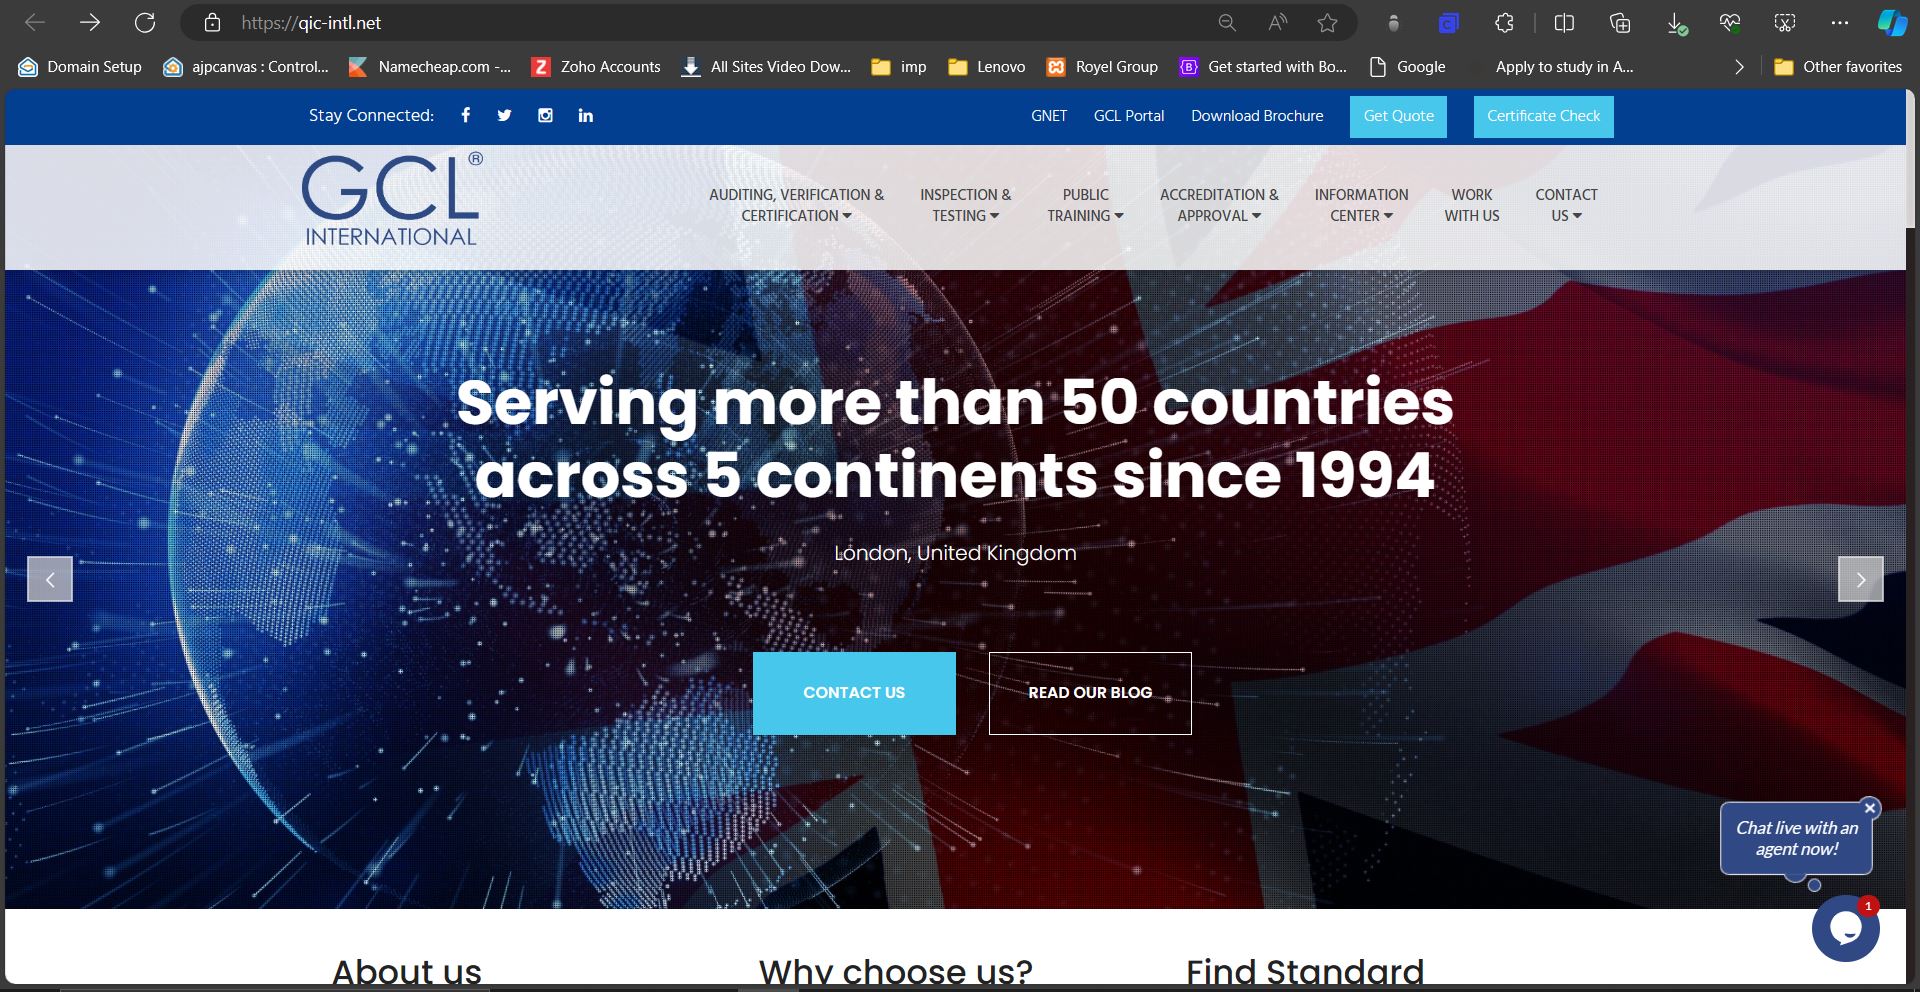 https://qic-intl.net
Domain Setup
ajpcanvas : Control...
Namecheap.com -...
Zoho Accounts
All Sites Video Dow...
imp
Lenovo
Royel Group
Get started with Bo...
Google
Apply to study in A...
Other favorites
Stay Connected:
GNET
GCL Portal
Download Brochure
Get Quote
Certificate Check
GCL®
INTERNATIONAL
AUDITING, VERIFICATION &
CERTIFICATION
INSPECTION &
TESTING
PUBLIC
TRAINING
ACCREDITATION &
APPROVAL
INFORMATION
CENTER
WORK
WITH US
CONTACT
US
Serving more than 50 countries
across 5 continents since 1994
London, United Kingdom
CONTACT US
READ OUR BLOG
Chat live with an
agent now!
1
About us
Why choose us?
Find Standard